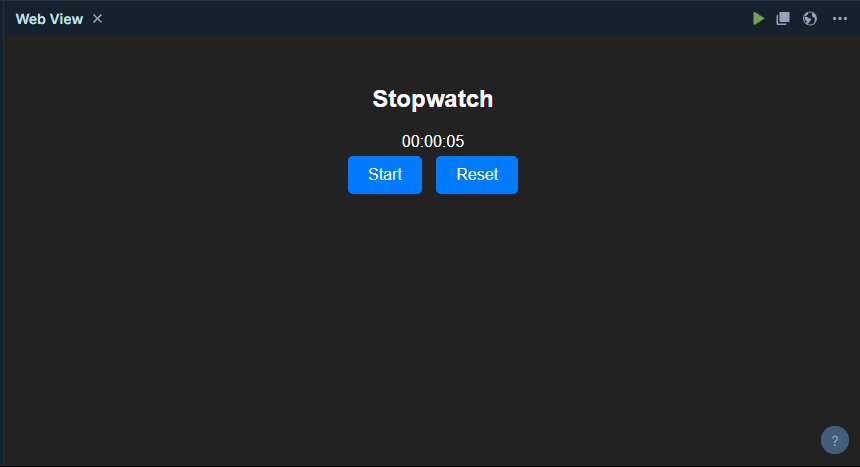 Web View
Stopwatch
00:00:05
Start Reset
?